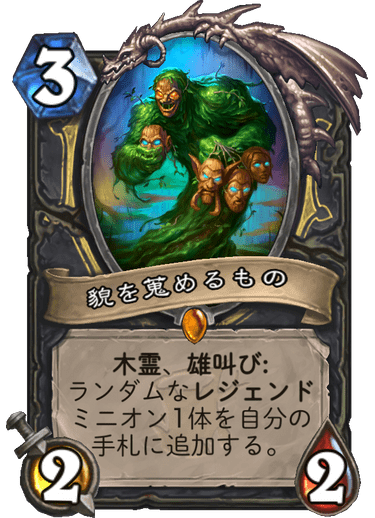 3
貌を蒐めるもの
木霊、雄叫び:
ランダムなレジェンド
ミニオン1体を自分の
手札に追加する。
2
2